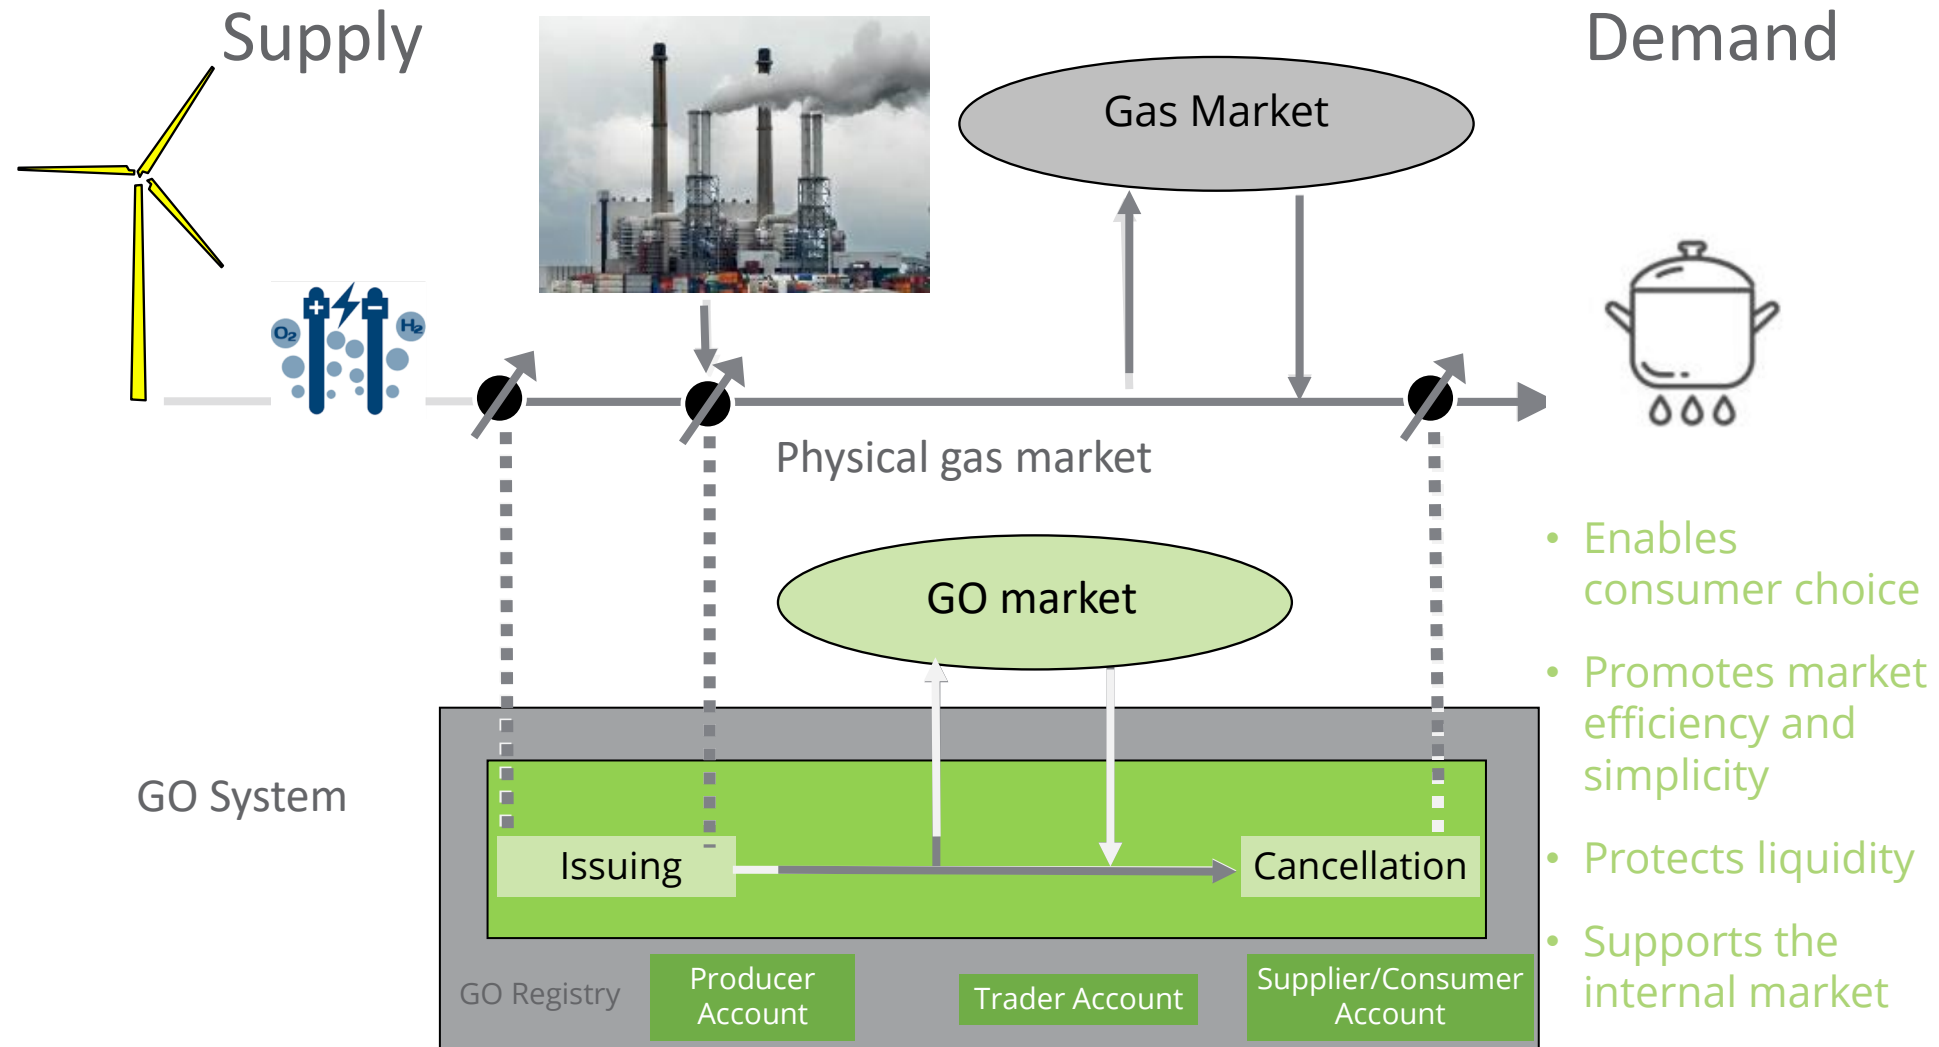 Supply
Demand
Gas Market
+
−
O2
H2
Physical gas market
GO market
• Enables
consumer choice
• Promotes market
efficiency and
simplicity
• Protects liquidity
• Supports the
internal market
GO System
Issuing
Cancellation
GO Registry
Producer
Account
Trader Account
Supplier/Consumer
Account